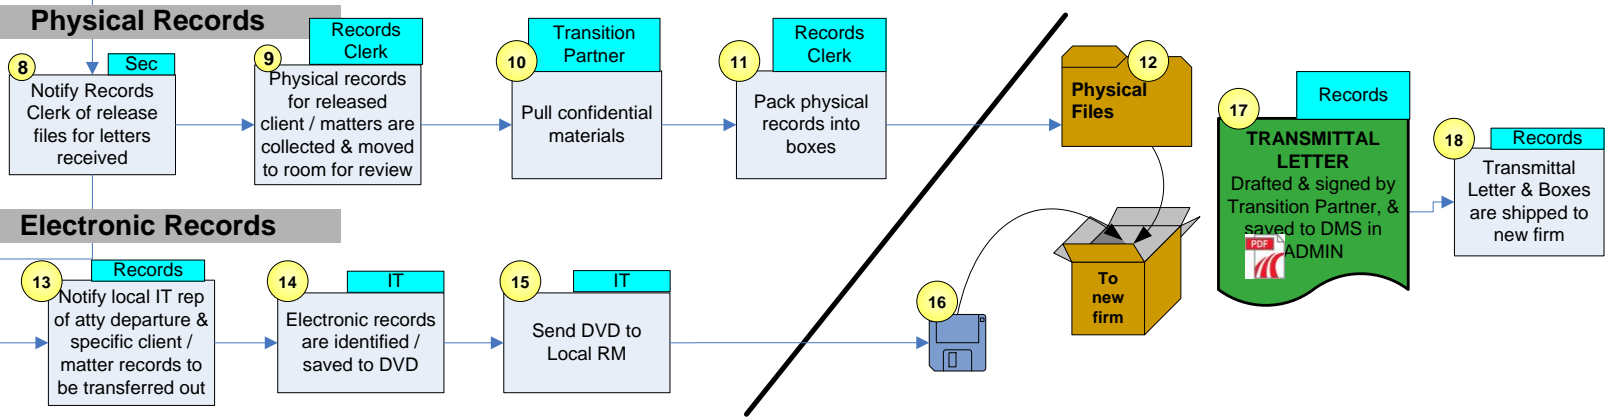 Physical Records
8
Sec
Notify Records
Clerk of release
files for letters
received
9
Records
Clerk
Physical records
for released
client / matters are
collected & moved
to room for review
10
Transition
Partner
Pull confidential
materials
11
Records
Clerk
Pack physical
records into
boxes
12
Physical
Files
17
Records
TRANSMITTAL
LETTER
Drafted & signed by
Transition Partner, &
saved to DMS in
ADMIN
PDF
18
Records
Transmittal
Letter & Boxes
are shipped to
new firm
Electronic Records
13
Records
Notify local IT rep
of atty departure &
specific client /
matter records to
be transferred out
14
IT
Electronic records
are identified /
saved to DVD
15
IT
Send DVD to
Local RM
16
To
new
firm